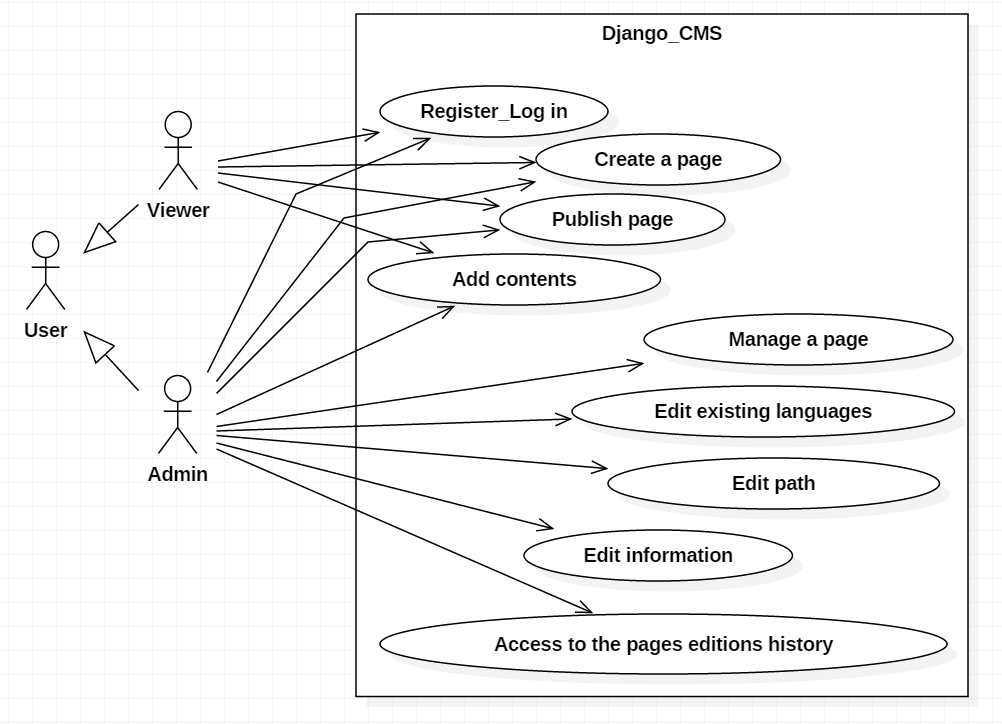 Django_CMS
Register_Log in
Create a page
Viewer
Publish page
Add contents
User
Manage a page
Edit existing languages
Admin
Edit path
Edit information
Access to the pages editions history